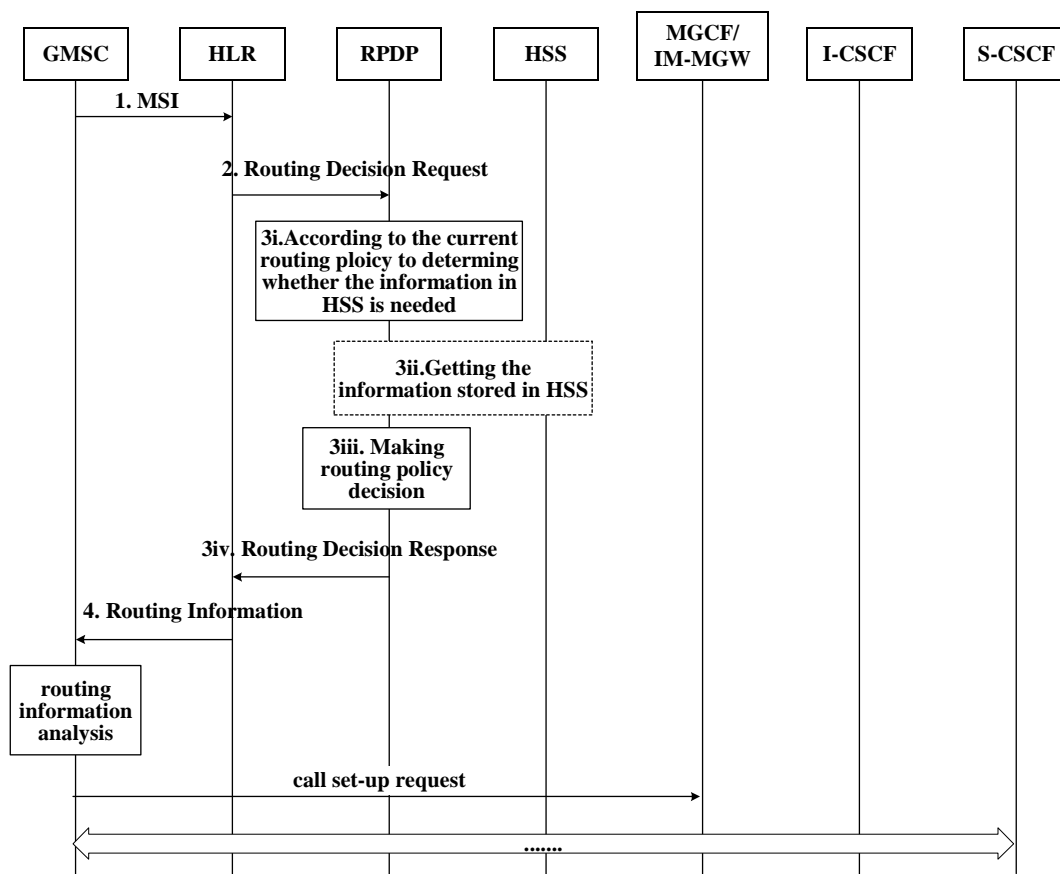 GMSC
HLR
RPDP
HSS
MGCF/
IM-MGW
I-CSCF
S-CSCF
1. MSI
2. Routing Decision Request
3i.According to the current
routing ploicy to determing
whether the information in
HSS is needed
3ii.Getting the
information stored in HSS
3iii. Making
routing policy
decision
3iv. Routing Decision Response
4. Routing Information
routing
information
analysis
call set-up request
.......